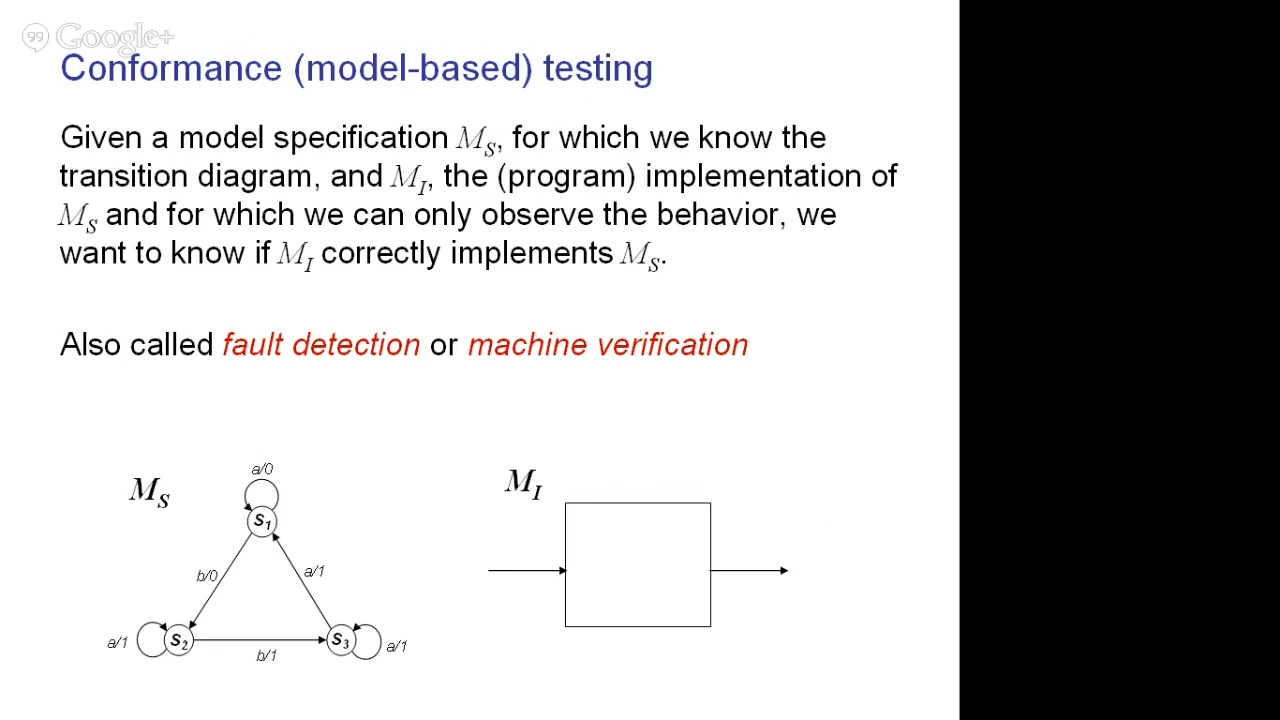 99 Google+
Conformance (model-based) testing
Given a model specification M_S, for which we know the
transition diagram, and M_I, the (program) implementation of
M_S and for which we can only observe the behavior, we
want to know if M_I correctly implements M_S.
Also called fault detection or machine verification
M_S
a/0
s_1
b/0
a/1
a/1
s_2
b/1
s_3
a/1
M_I